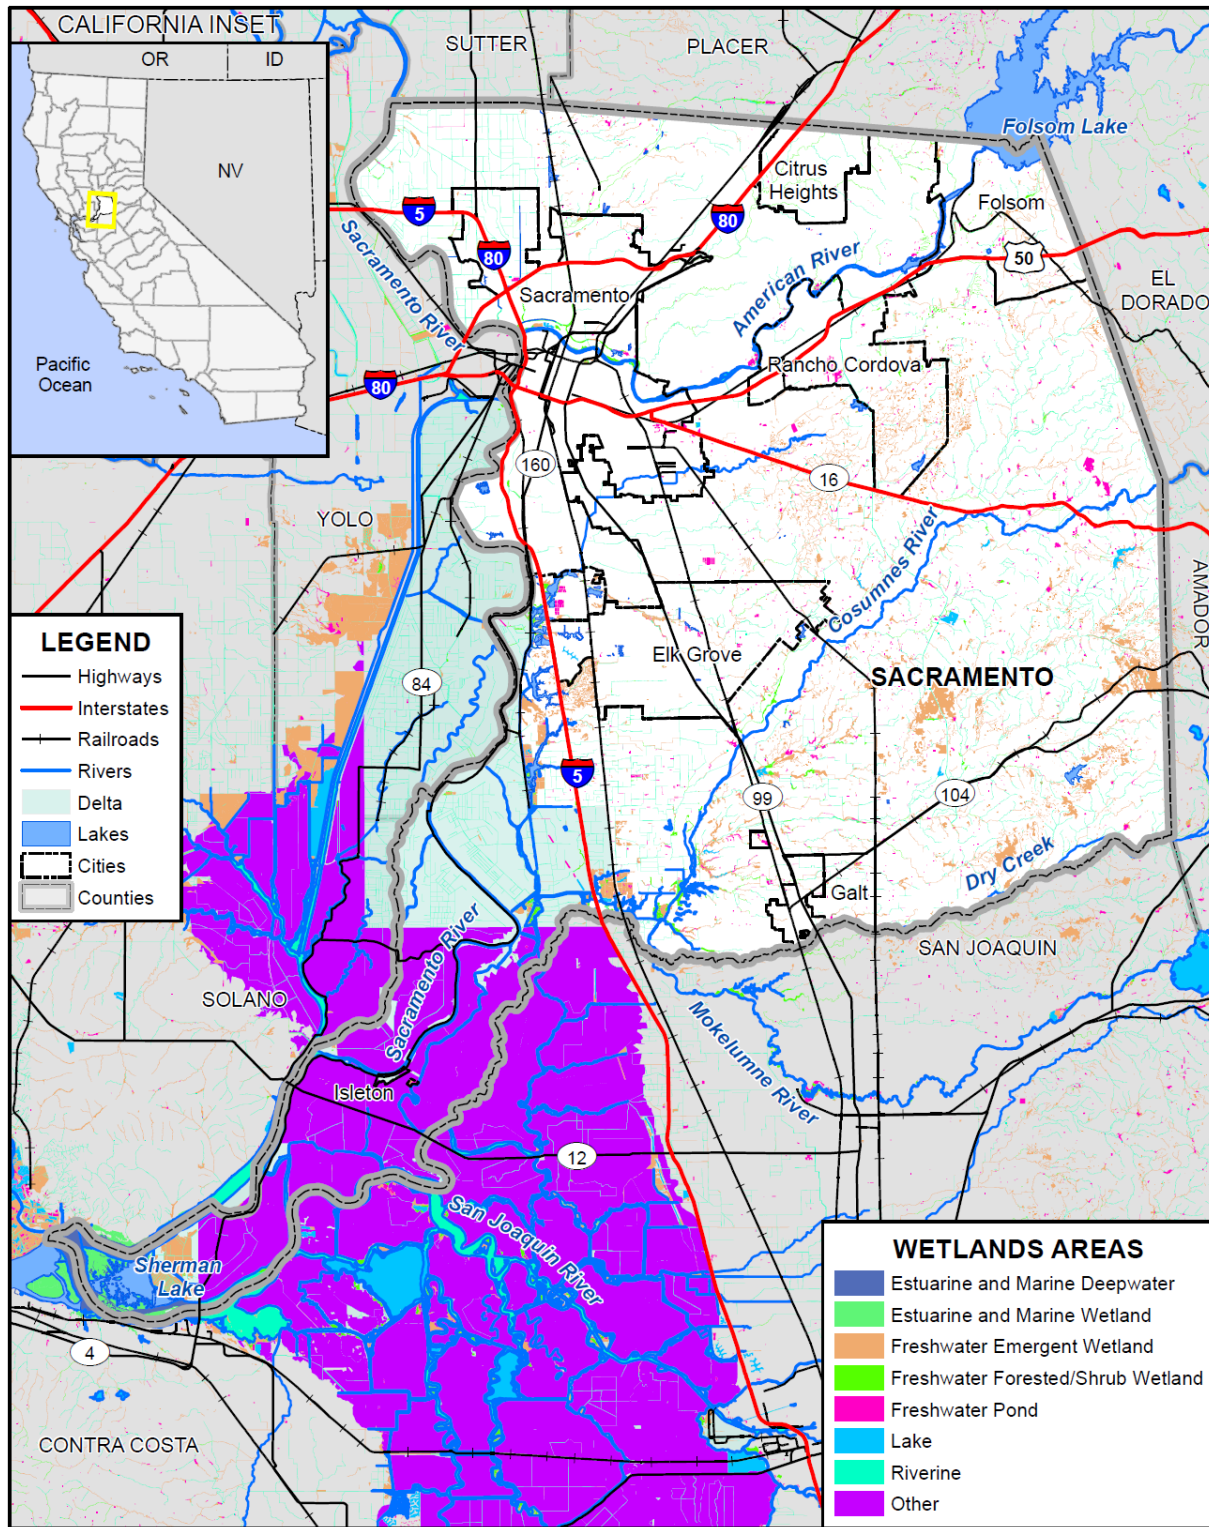 CALIFORNIA INSET
OR
ID
NV
Pacific
Ocean
SUTTER
PLACER
Folsom Lake
Citrus
Heights
Folsom
5
80
80
50
EL
DORADO
Sacramento River
Sacramento
American River
Rancho Cordova
80
160
16
YOLO
Cosumnes River
AMADOR
LEGEND
Highways
Interstates
Railroads
Rivers
Delta
Lakes
Cities
Counties
84
Elk Grove
SACRAMENTO
5
99
104
Dry Creek
Galt
SAN JOAQUIN
Sacramento River
SOLANO
Mokelumne River
Isleton
12
San Joaquin River
Sherman
Lake
4
CONTRA COSTA
WETLANDS AREAS
Estuarine and Marine Deepwater
Estuarine and Marine Wetland
Freshwater Emergent Wetland
Freshwater Forested/Shrub Wetland
Freshwater Pond
Lake
Riverine
Other